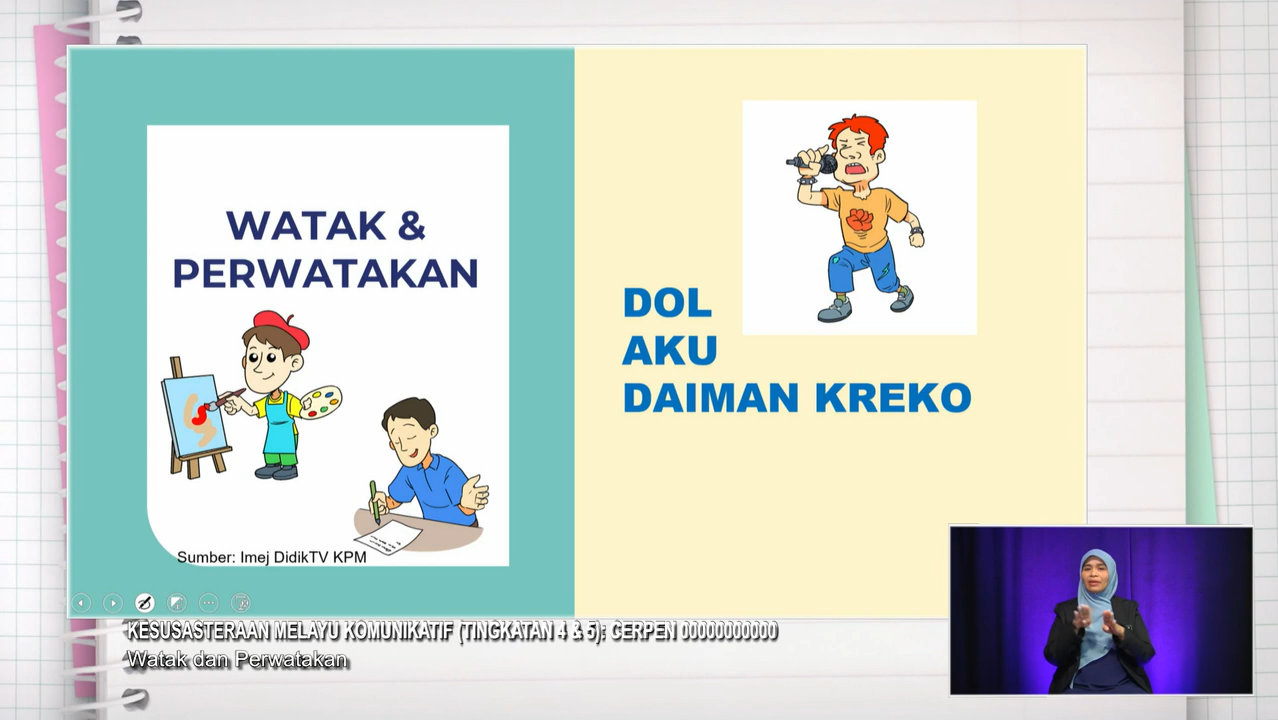 WATAK &
PERWATAKAN
Sumber: Imej DidikTV KPM
DOL
AKU
DAIMAN KREKO
KESUSASTERAAN MELAYU KOMUNIKATIF (TINGKATAN 4 & 5): CERPEN 00000000000
Watak dan Perwatakan